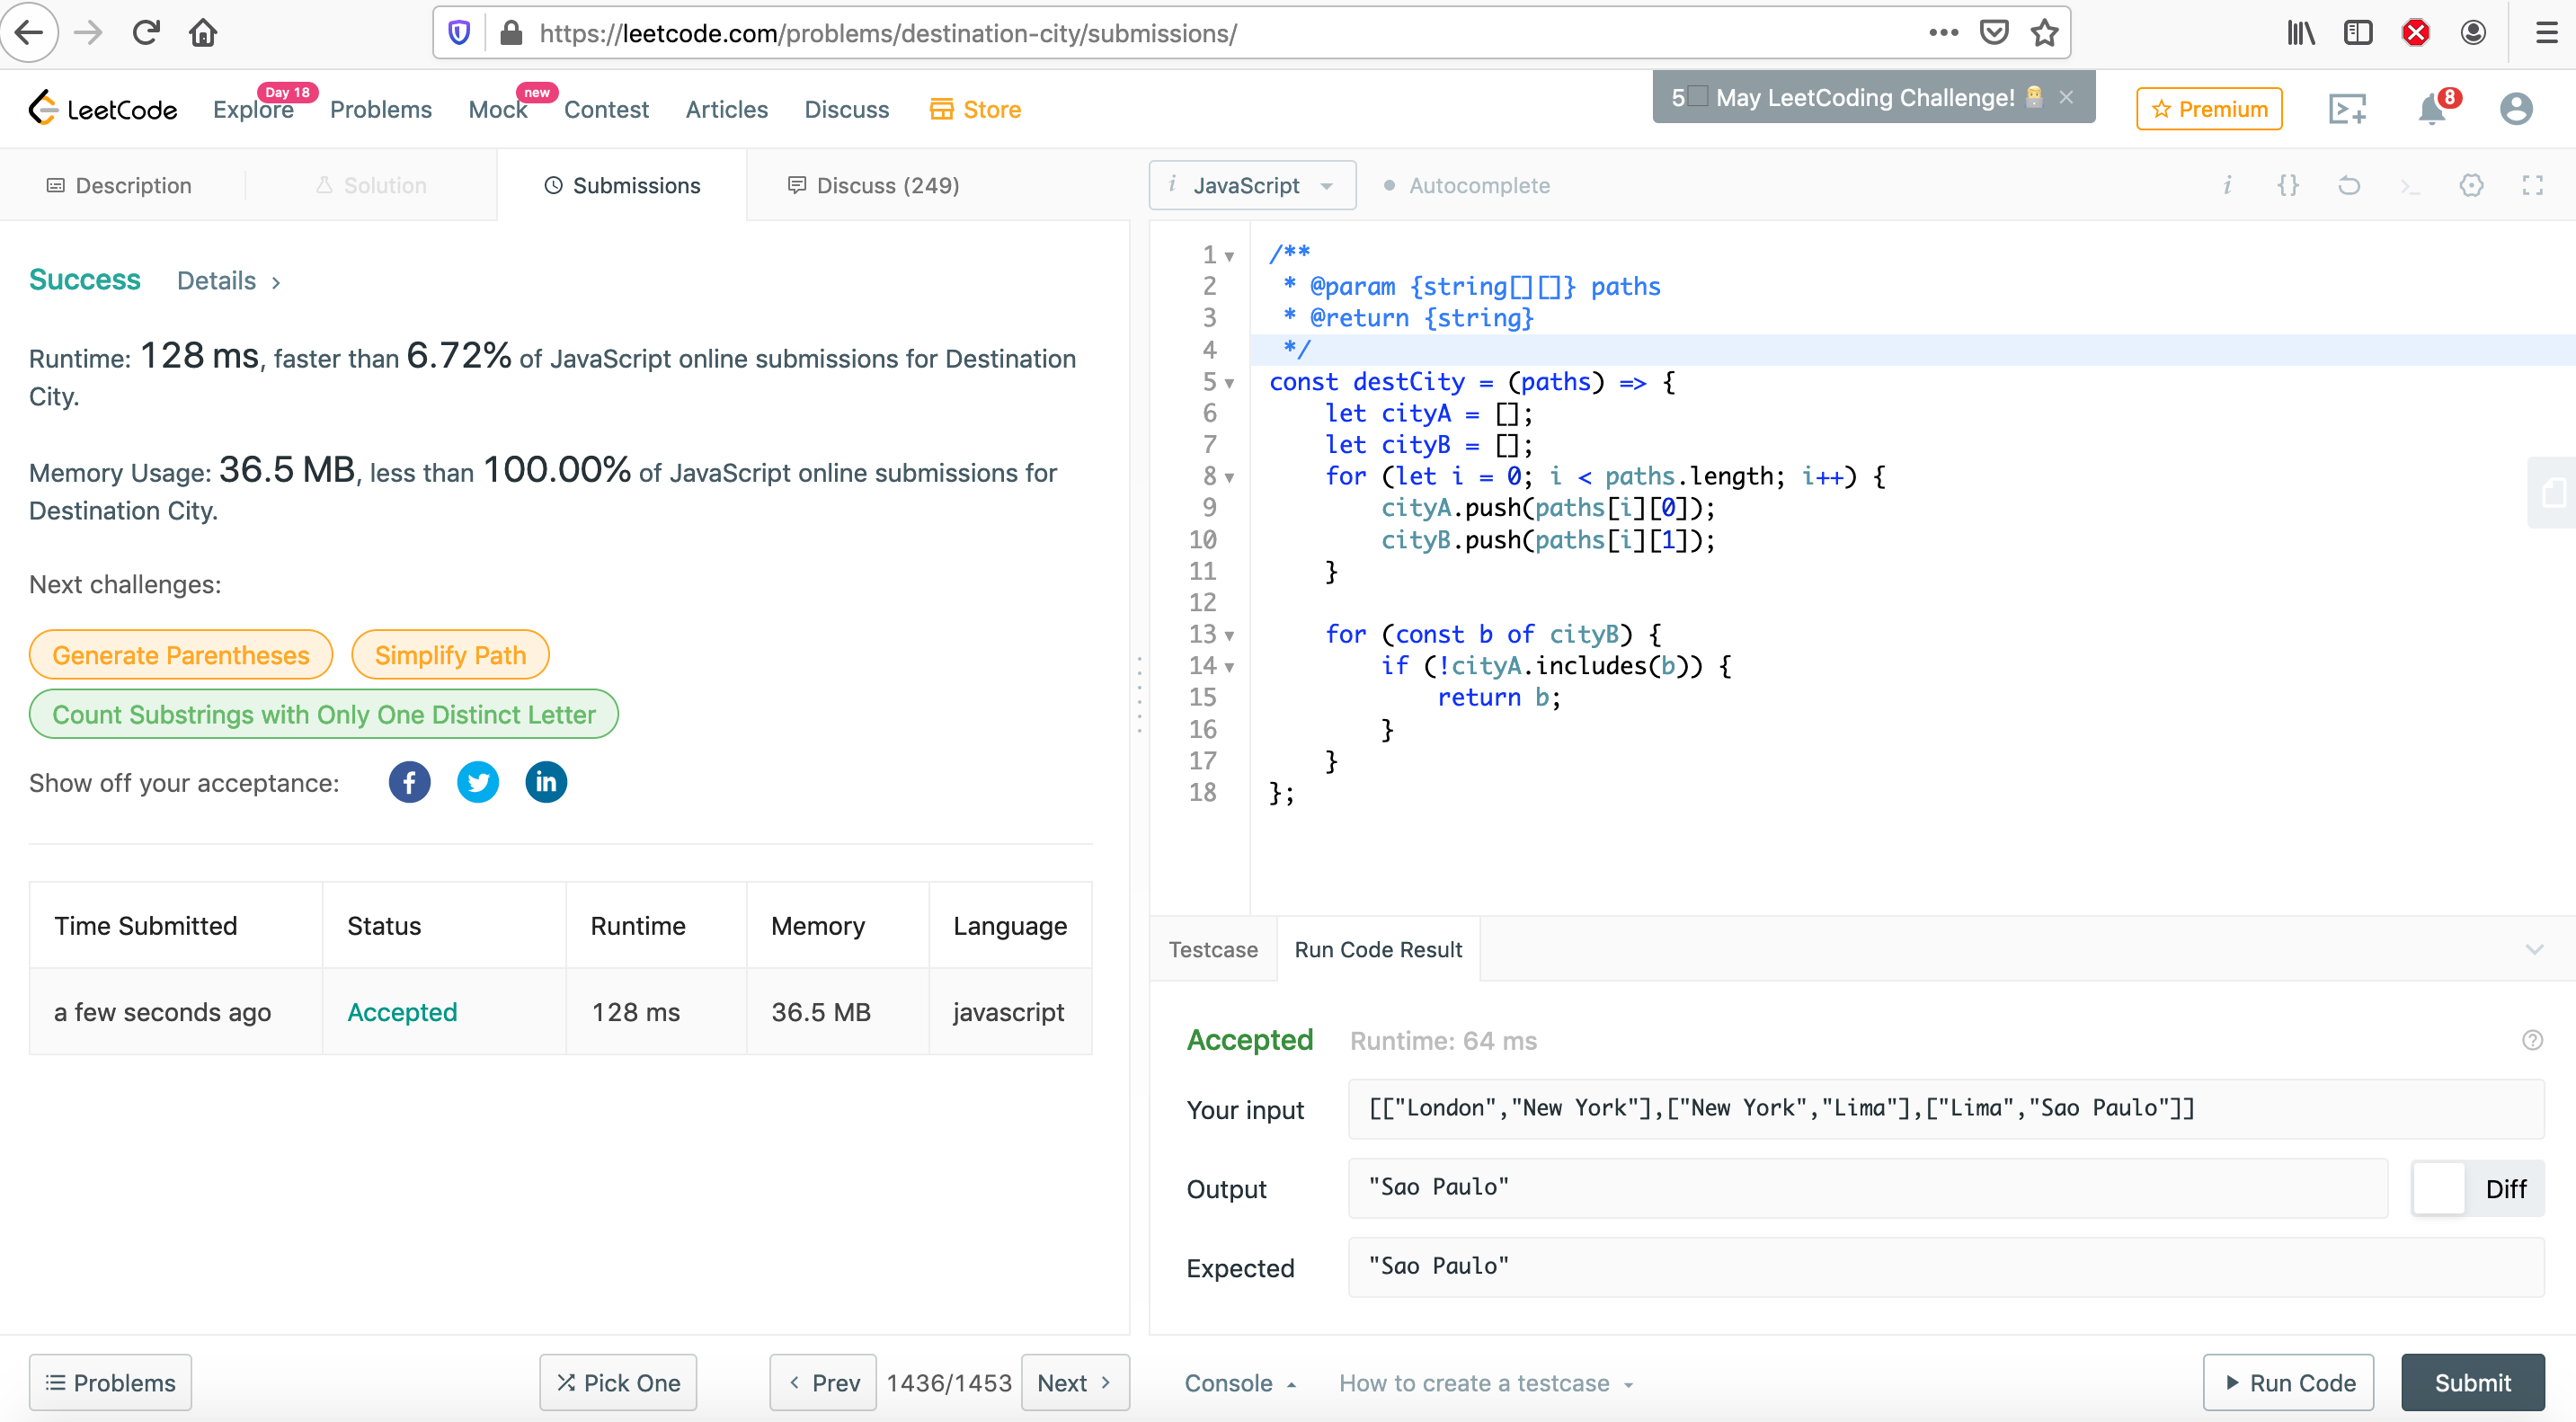 https://leetcode.com/problems/destination-city/submissions/
LeetCode
Explore
Day 18
Problems
Mock
new
Contest
Articles
Discuss
Store
5 May LeetCoding Challenge!
Premium
8
Description
Solution
Submissions
Discuss (249)
i JavaScript
Autocomplete
Success Details >
Runtime: 128 ms, faster than 6.72% of JavaScript online submissions for Destination
City.
Memory Usage: 36.5 MB, less than 100.00% of JavaScript online submissions for
Destination City.
Next challenges:
Generate Parentheses
Simplify Path
Count Substrings with Only One Distinct Letter
Show off your acceptance:
Time Submitted Status Runtime Memory Language
a few seconds ago Accepted 128 ms 36.5 MB javascript
1 /**
2  * @param {string[][]} paths
3  * @return {string}
4  */
5 const destCity = (paths) => {
6     let cityA = [];
7     let cityB = [];
8     for (let i = 0; i < paths.length; i++) {
9         cityA.push(paths[i][0]);
10         cityB.push(paths[i][1]);
11     }
12
13     for (const b of cityB) {
14         if (!cityA.includes(b)) {
15             return b;
16         }
17     }
18 };
Testcase
Run Code Result
Accepted Runtime: 64 ms
Your input [["London","New York"],["New York","Lima"],["Lima","Sao Paulo"]]
Output "Sao Paulo"
Diff
Expected "Sao Paulo"
Problems
Pick One
< Prev
1436/1453
Next >
Console
How to create a testcase
Run Code
Submit